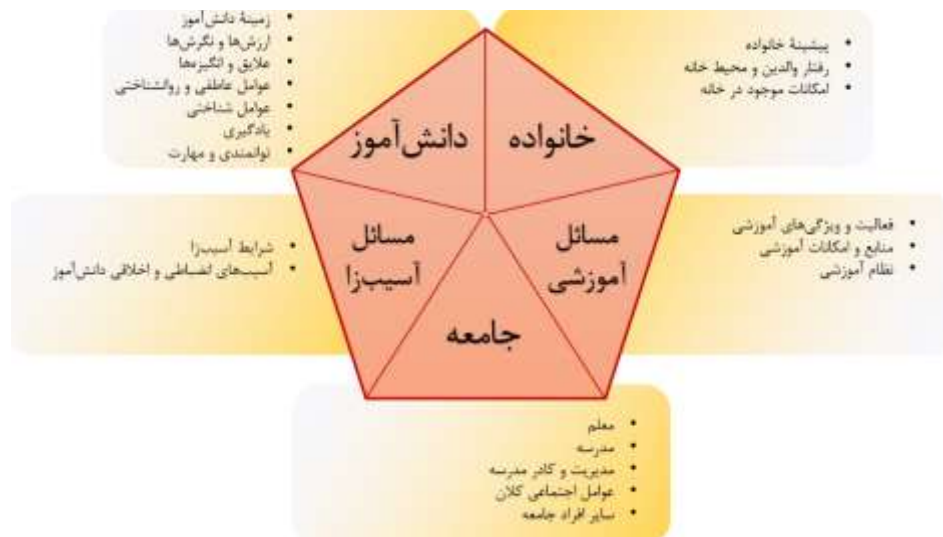 پیشینۀ خانواده
رفتار والدین و محیط خانه
امکانات موجود در خانه
زمینۀ دانش‌آموز
ارزش‌ها و نگرش‌ها
علایق و انگیزه‌ها
عوامل عاطفی و روانشناختی
عوامل شناختی
یادگیری
توانمندی و مهارت
خانواده
دانش‌آموز
مسائل
آموزشی
مسائل
آسیب‌زا
جامعه
فعالیت و ویژگی‌های آموزشی
منابع و امکانات آموزشی
نظام آموزشی
شرایط آسیب‌زا
آسیب‌های انضباطی و اخلاقی دانش‌آموز
معلم
مدرسه
مدیریت و کادر مدرسه
عوامل اجتماعی کلان
سایر افراد جامعه